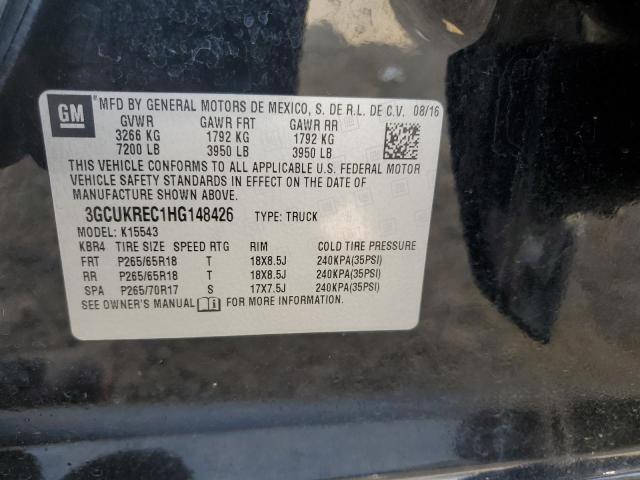 GM ®MFD BY GENERAL MOTORS DE MEXICO, S. DE R.L. DE C.V. 08/16
GVWR GAWR FRT GAWR RR
3266 KG 1792 KG 1792 KG
7200 LB 3950 LB 3950 LB
THIS VEHICLE CONFORMS TO ALL APPLICABLE U.S. FEDERAL MOTOR
VEHICLE SAFETY STANDARDS IN EFFECT ON THE DATE OF
MANUFACTURE SHOWN ABOVE.
3GCUKREC1HG148426 TYPE: TRUCK
MODEL: K15543
KBR4 TIRE SIZE SPEED RTG RIM COLD TIRE PRESSURE
FRT P265/65R18 T 18X8.5J 240KPA(35PSI)
RR P265/65R18 T 18X8.5J 240KPA(35PSI)
SPA P265/70R17 S 17X7.5J 240KPA(35PSI)
SEE OWNER'S MANUAL i FOR MORE INFORMATION.